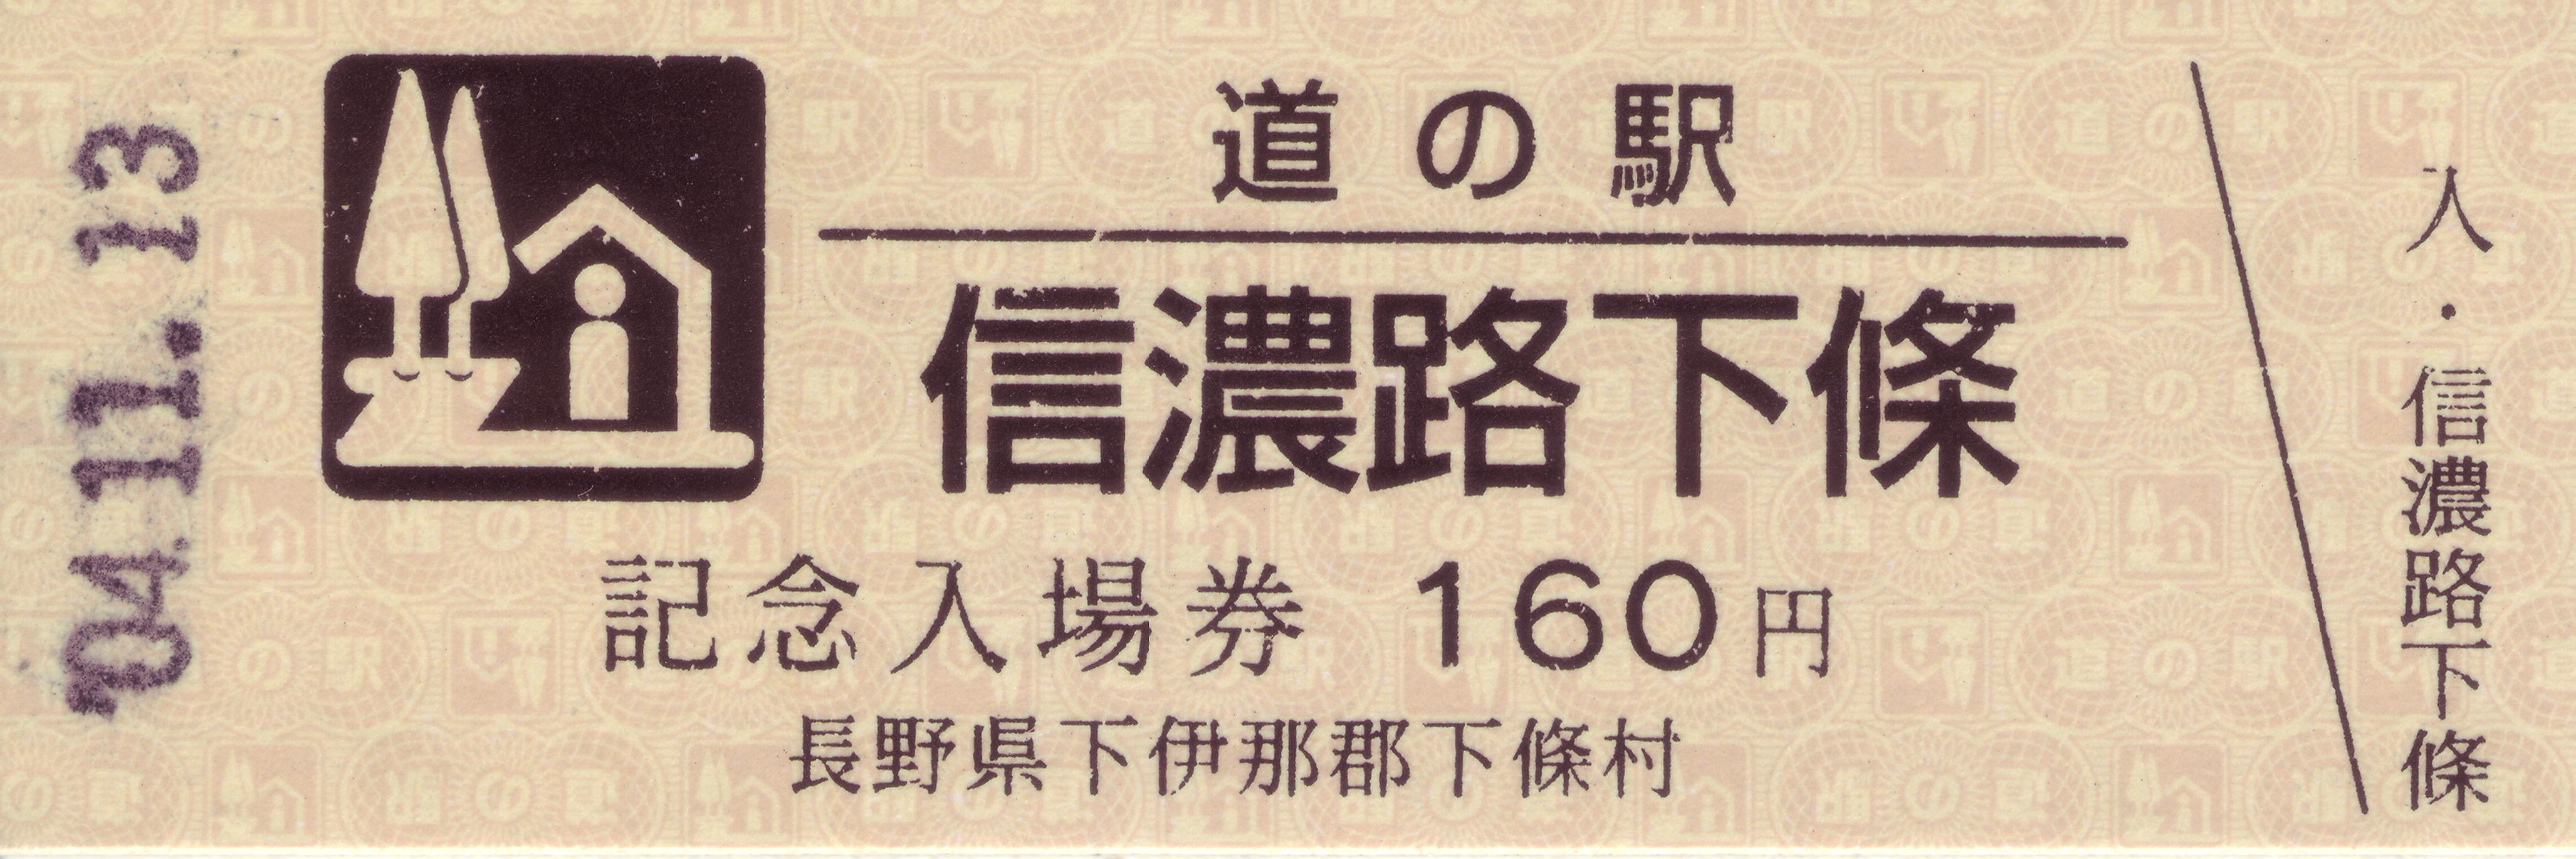 '04.11.13
道の駅
信濃路下條
記念入場券 160円
長野県下伊那郡下條村
入・信濃路下條